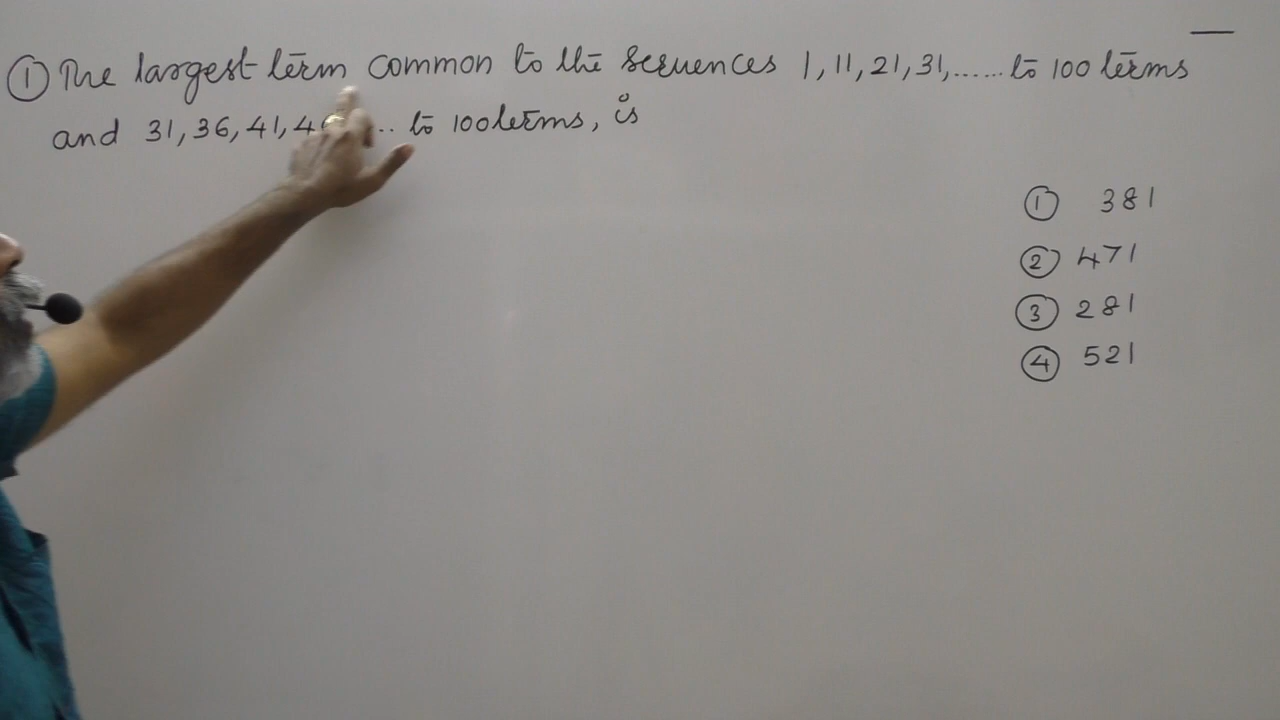 ① The largest term common to the sequences 1, 11, 21, 31, ...... to 100 terms
and 31, 36, 41, ... to 100 terms, is
① 381
② 471
③ 281
④ 521